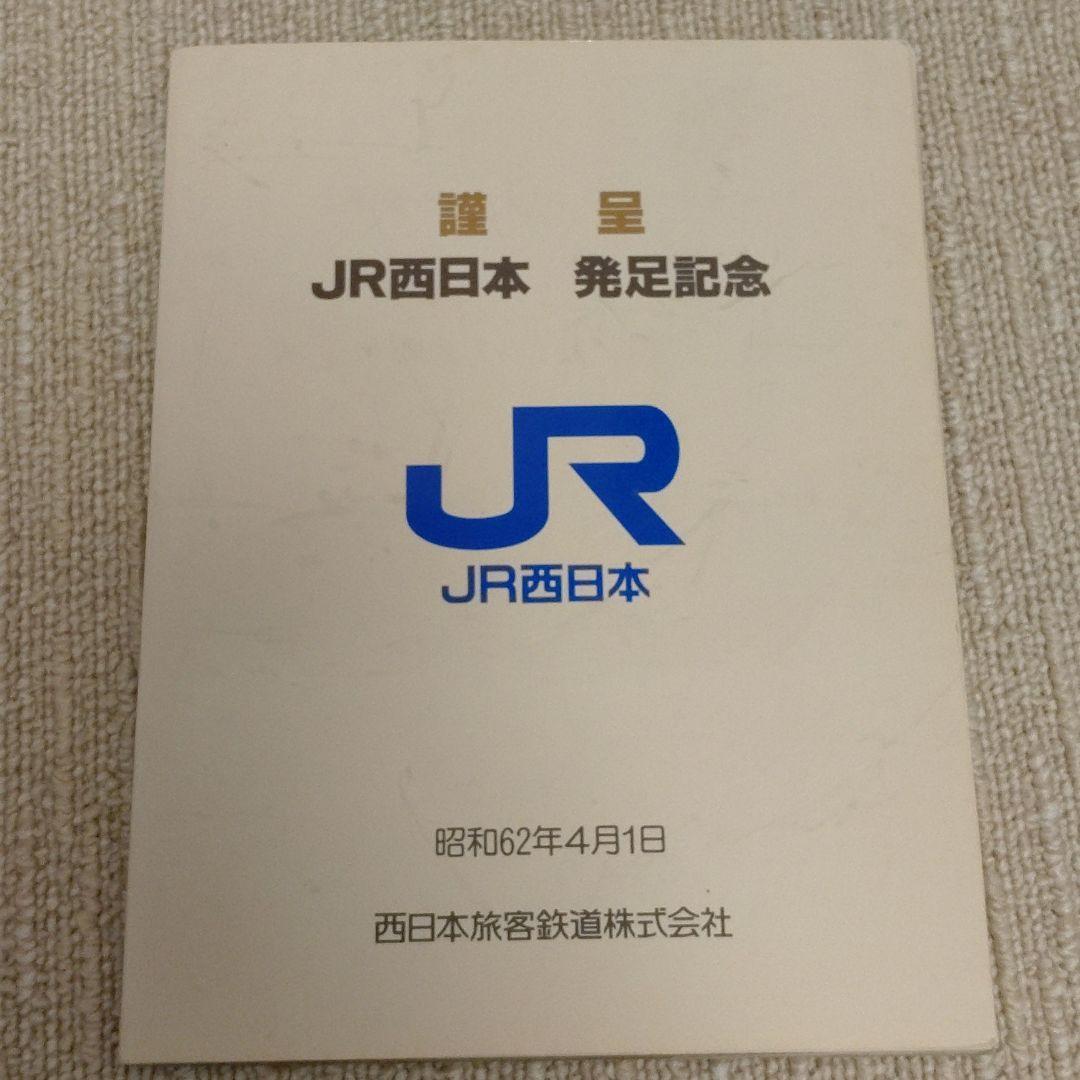 謹　呈
JR西日本　発足記念
JR
JR西日本
昭和62年4月1日
西日本旅客鉄道株式会社